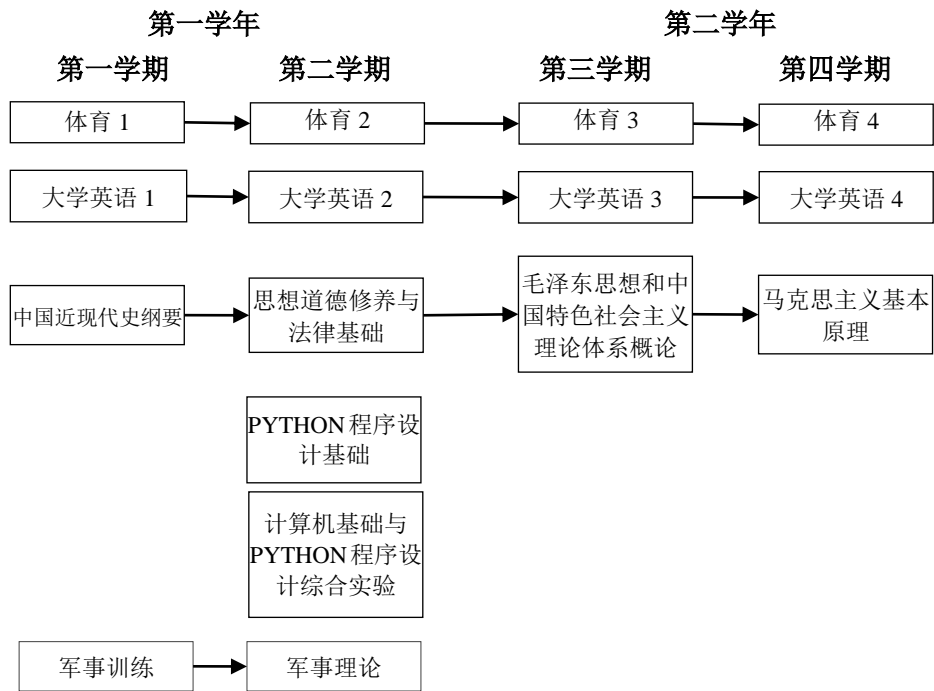 第一学年 第二学年
第一学期 第二学期 第三学期 第四学期
体育 1 体育 2 体育 3 体育 4
大学英语 1 大学英语 2 大学英语 3 大学英语 4
中国近现代史纲要
思想道德修养与
法律基础
毛泽东思想和中
国特色社会主义
理论体系概论
马克思主义基本
原理
PYTHON 程序设
计基础
计算机基础与
PYTHON 程序设
计综合实验
军事训练 军事理论